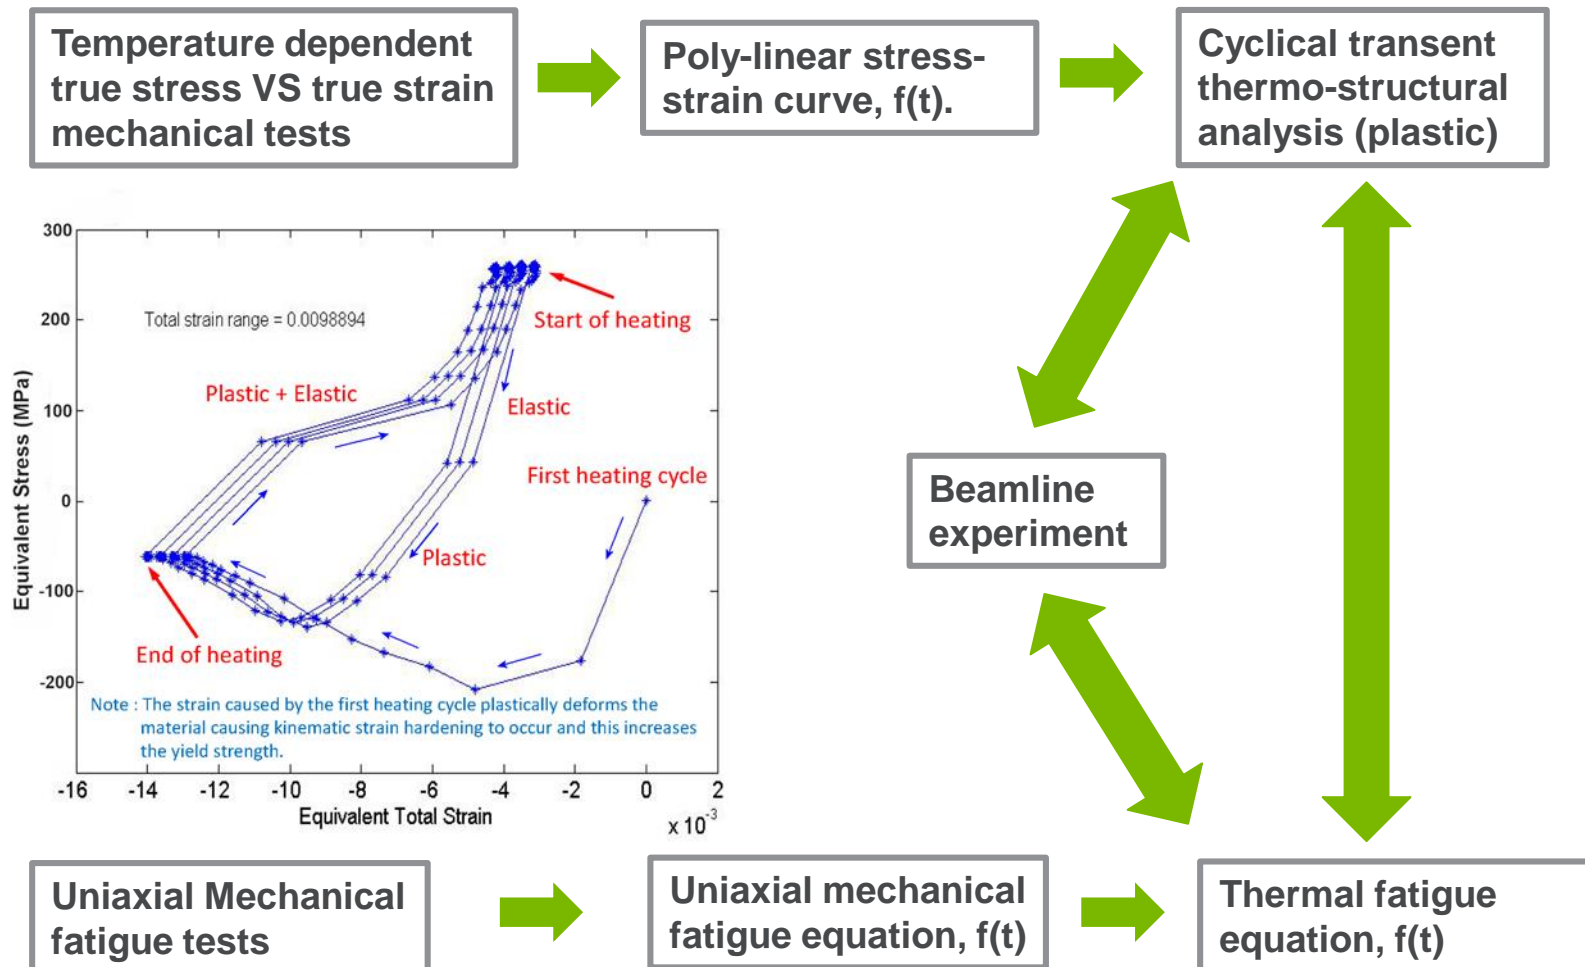 Temperature dependent
true stress VS true strain
mechanical tests
Poly-linear stress-
strain curve, f(t).
Cyclical transent
thermo-structural
analysis (plastic)
300
200
100
0
-100
-200
Equivalent Stress (MPa)
Total strain range = 0.0098894
Start of heating
Plastic + Elastic
Elastic
First heating cycle
Plastic
End of heating
Note : The strain caused by the first heating cycle plastically deforms the
material causing kinematic strain hardening to occur and this increases
the yield strength.
-16 -14 -12 -10 -8 -6 -4 -2 0 2
Equivalent Total Strain
x 10⁻³
Beamline
experiment
Uniaxial Mechanical
fatigue tests
Uniaxial mechanical
fatigue equation, f(t)
Thermal fatigue
equation, f(t)